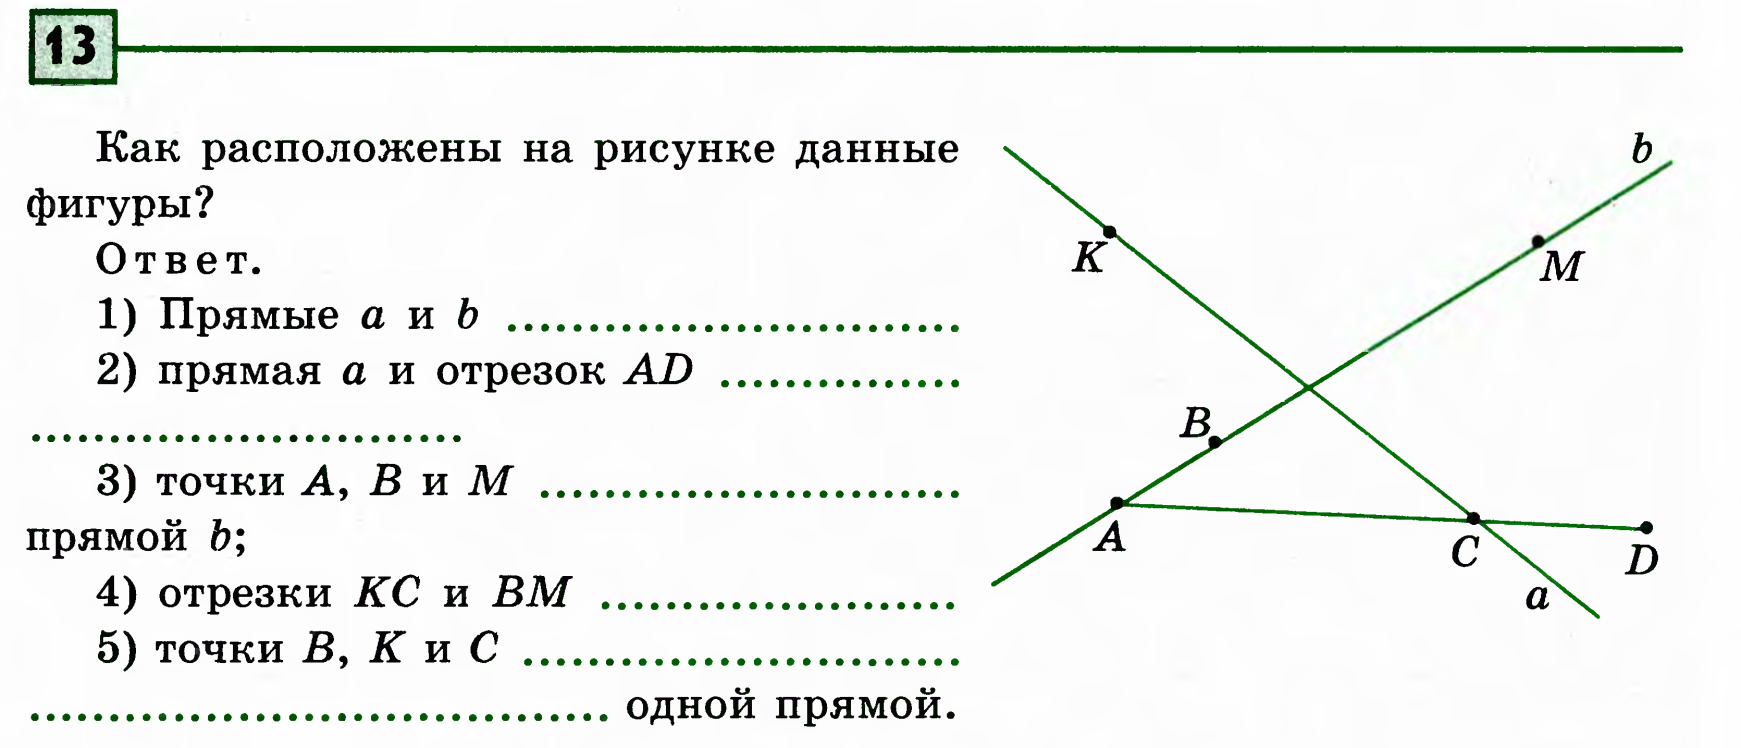 13
Как расположены на рисунке данные
фигуры?
Ответ.
1) Прямые a и b ............................
2) прямая a и отрезок AD ...............
...........................
3) точки A, B и M ..........................
прямой b;
4) отрезки KC и BM ......................
5) точки B, K и C ...........................
.................................... одной прямой.
b
K
M
B
A
C
D
a